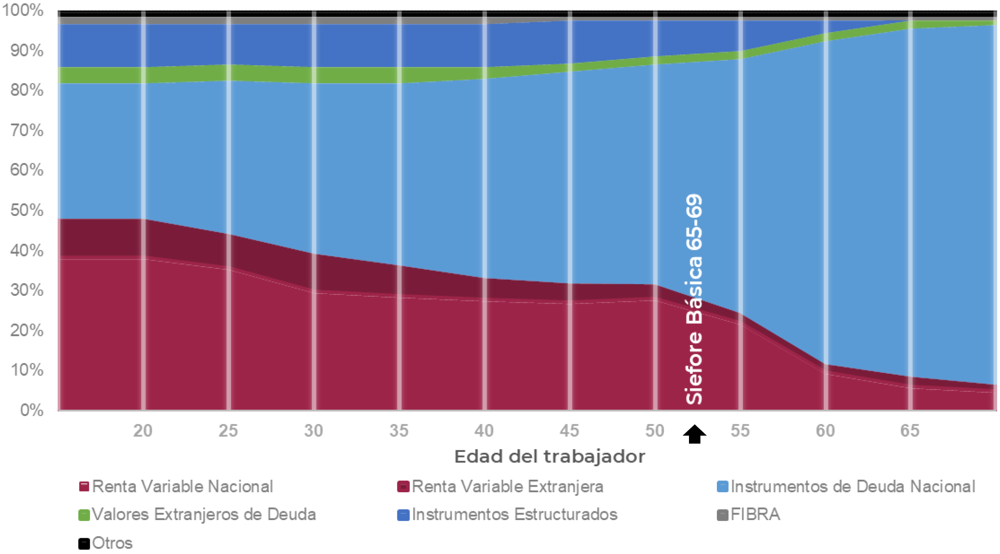 100%
90%
80%
70%
60%
50%
40%
30%
20%
10%
0%
Siefore Básica 65-69
20 25 30 35 40 45 50 55 60 65
Edad del trabajador
Renta Variable Nacional Renta Variable Extranjera Instrumentos de Deuda Nacional
Valores Extranjeros de Deuda Instrumentos Estructurados FIBRA
Otros